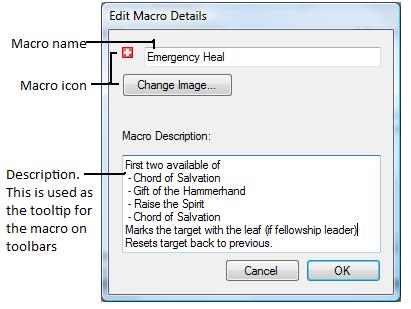 Edit Macro Details
Macro name
Emergency Heal
Macro icon
Change Image...
Macro Description:
Description.
This is used as
the tooltip for
the macro on
toolbars
First two available of
- Chord of Salvation
- Gift of the Hammerhand
- Raise the Spirit
- Chord of Salvation
Marks the target with the leaf (if fellowship leader)
Resets target back to previous.
Cancel
OK